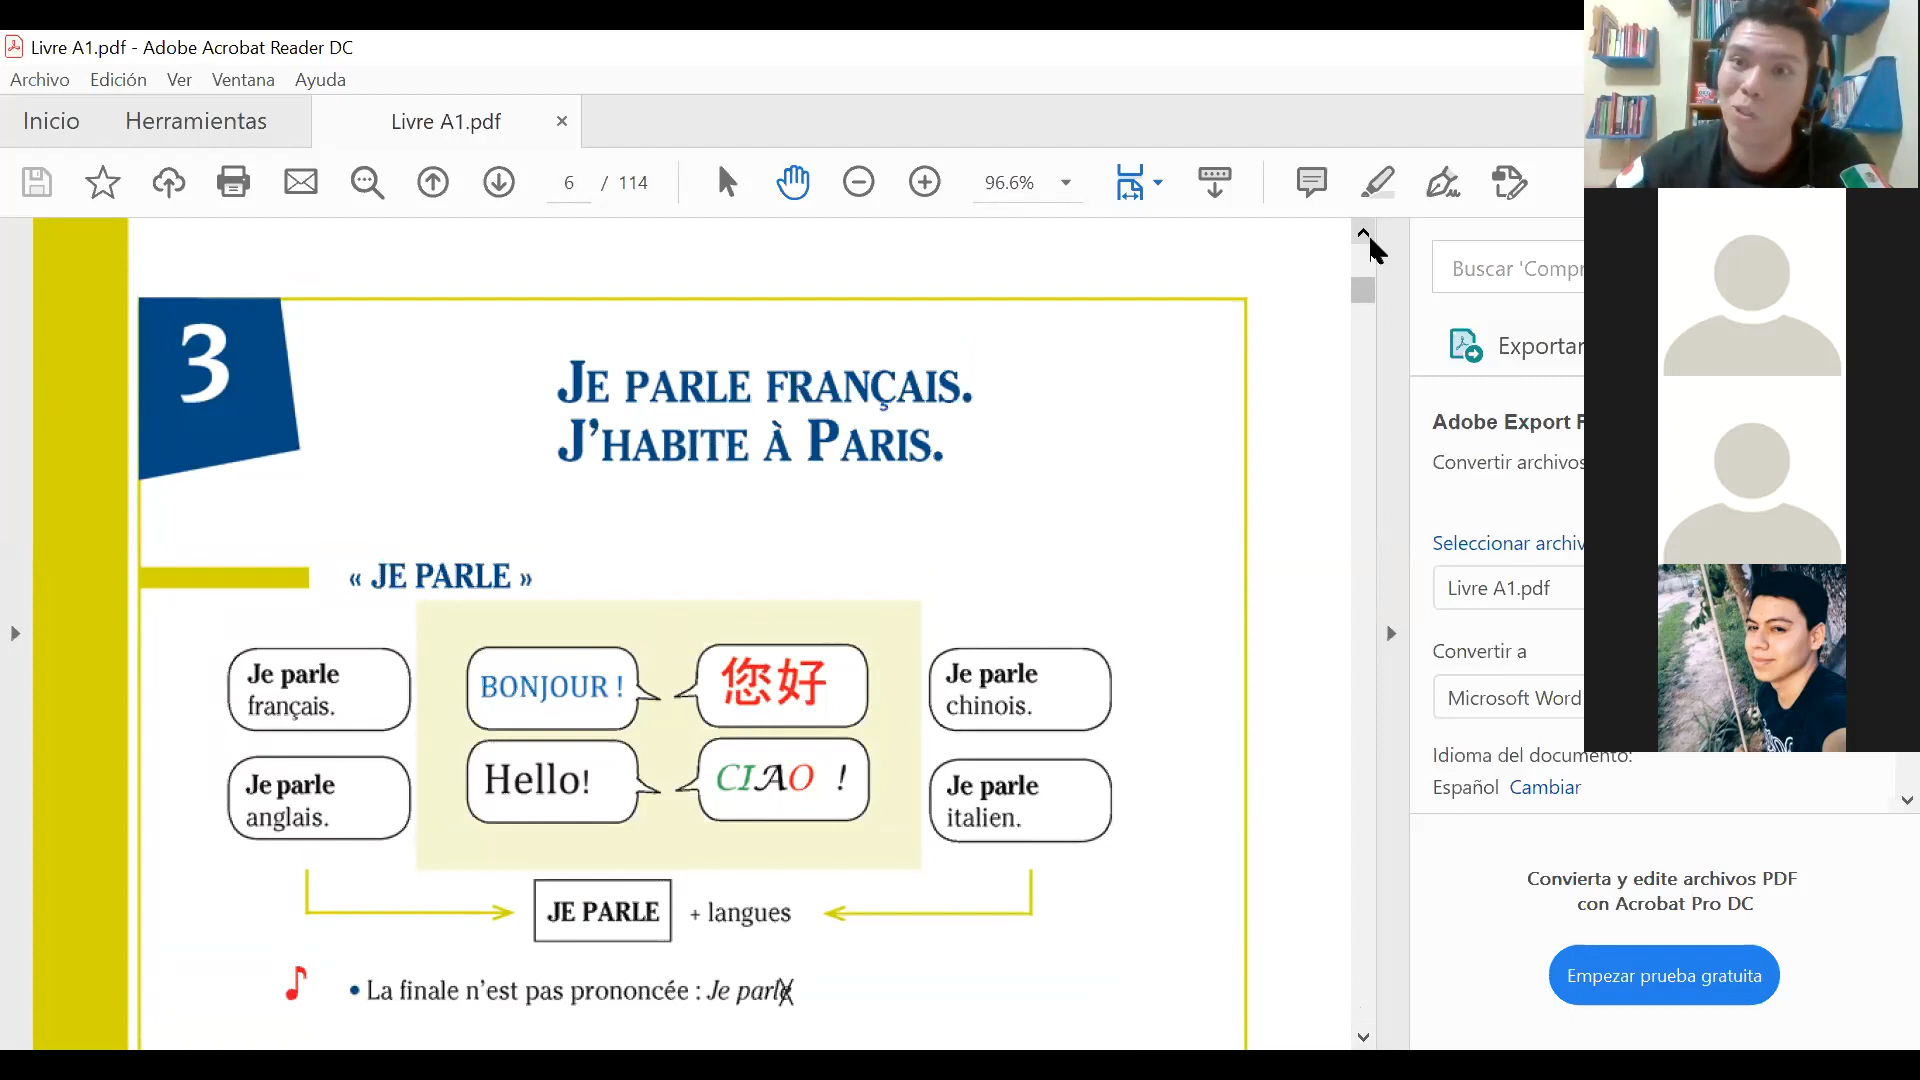 Livre A1.pdf - Adobe Acrobat Reader DC
Archivo Edición Ver Ventana Ayuda
Inicio Herramientas Livre A1.pdf ×
6 / 114 96.6%
Buscar 'Compr
Exportar
3
JE PARLE FRANÇAIS.
J'HABITE À PARIS.
Adobe Export
Convertir archivos
Seleccionar archiv
Livre A1.pdf
Convertir a
Microsoft Word
Idioma del documento:
Español Cambiar
Convierta y edite archivos PDF
con Acrobat Pro DC
Empezar prueba gratuita
« JE PARLE »
Je parle
français.
BONJOUR !
您好
Je parle
chinois.
Je parle
anglais.
Hello!
CIAO !
Je parle
italien.
JE PARLE + langues
• La finale n'est pas prononcée : Je parle